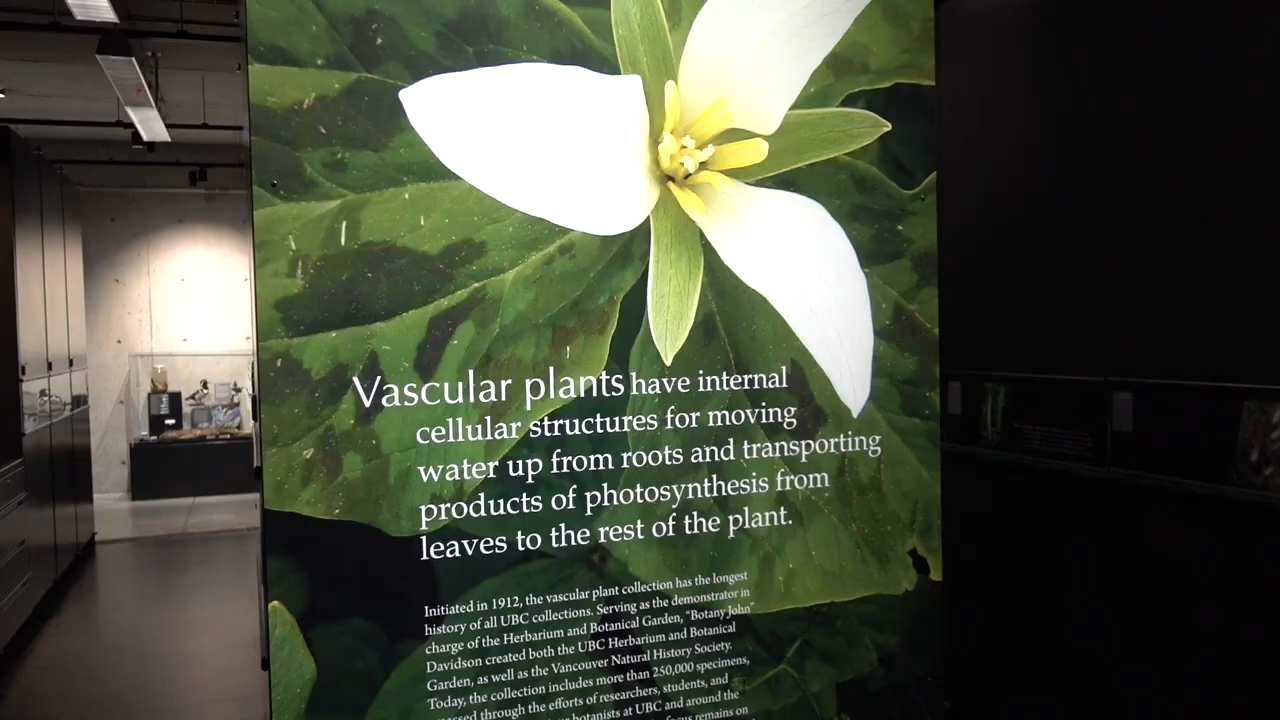 Vascular plants have internal
cellular structures for moving
water up from roots and transporting
products of photosynthesis from
leaves to the rest of the plant.
Initiated in 1912, the vascular plant collection has the longest
history of all UBC collections. Serving as the demonstrator in
charge of the Herbarium and Botanical Garden, "Botany John"
Davidson created both the UBC Herbarium and Botanical
Garden, as well as the Vancouver Natural History Society.
Today, the collection includes more than 250,000 specimens,
through the efforts of researchers, students, and
botanists at UBC and around the
remains on